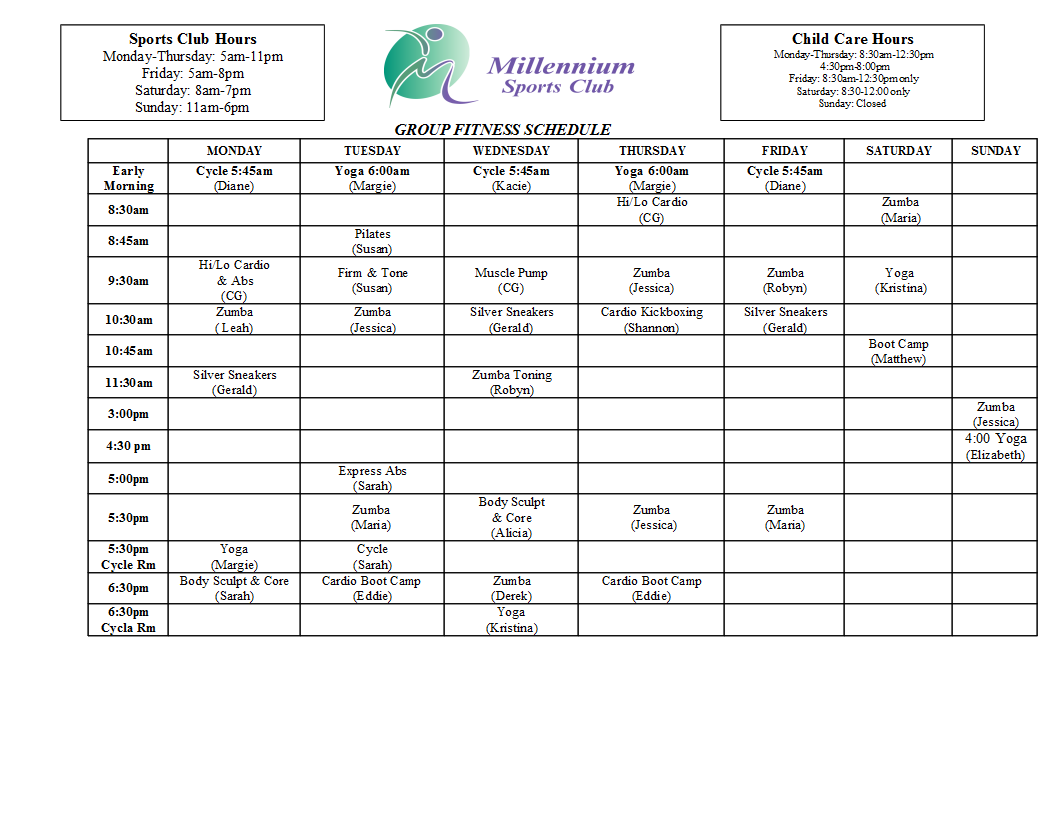 Sports Club Hours
Monday-Thursday: 5am-11pm
Friday: 5am-8pm
Saturday: 8am-7pm
Sunday: 11am-6pm
Millennium
Sports Club
Child Care Hours
Monday-Thursday: 8:30am-12:30pm
4:30pm-8:00pm
Friday: 8:30am-12:30pm only
Saturday: 8:30-12:00 only
Sunday: Closed
GROUP FITNESS SCHEDULE
MONDAY TUESDAY WEDNESDAY THURSDAY FRIDAY SATURDAY SUNDAY
Early Cycle 5:45am Yoga 6:00am Cycle 5:45am Yoga 6:00am Cycle 5:45am
Morning (Diane) (Margie) (Kacie) (Margie) (Diane)
8:30am Hi/Lo Cardio Zumba
(CG) (Maria)
8:45am Pilates
(Susan)
9:30am Hi/Lo Cardio Firm & Tone Muscle Pump Zumba Zumba Yoga
& Abs (Susan) (CG) (Jessica) (Robyn) (Kristina)
(CG)
10:30am Zumba Zumba Silver Sneakers Cardio Kickboxing Silver Sneakers
( Leah) (Jessica) (Gerald) (Shannon) (Gerald)
10:45am Boot Camp
(Matthew)
11:30am Silver Sneakers Zumba Toning
(Gerald) (Robyn)
3:00pm Zumba
(Jessica)
4:30 pm 4:00 Yoga
(Elizabeth)
5:00pm Express Abs
(Sarah)
5:30pm Zumba Body Sculpt Zumba Zumba
(Maria) & Core (Jessica) (Maria)
(Alicia)
5:30pm Yoga Cycle
Cycle Rm (Margie) (Sarah)
6:30pm Body Sculpt & Core Cardio Boot Camp Zumba Cardio Boot Camp
(Sarah) (Eddie) (Derek) (Eddie)
6:30pm Yoga
Cycla Rm (Kristina)